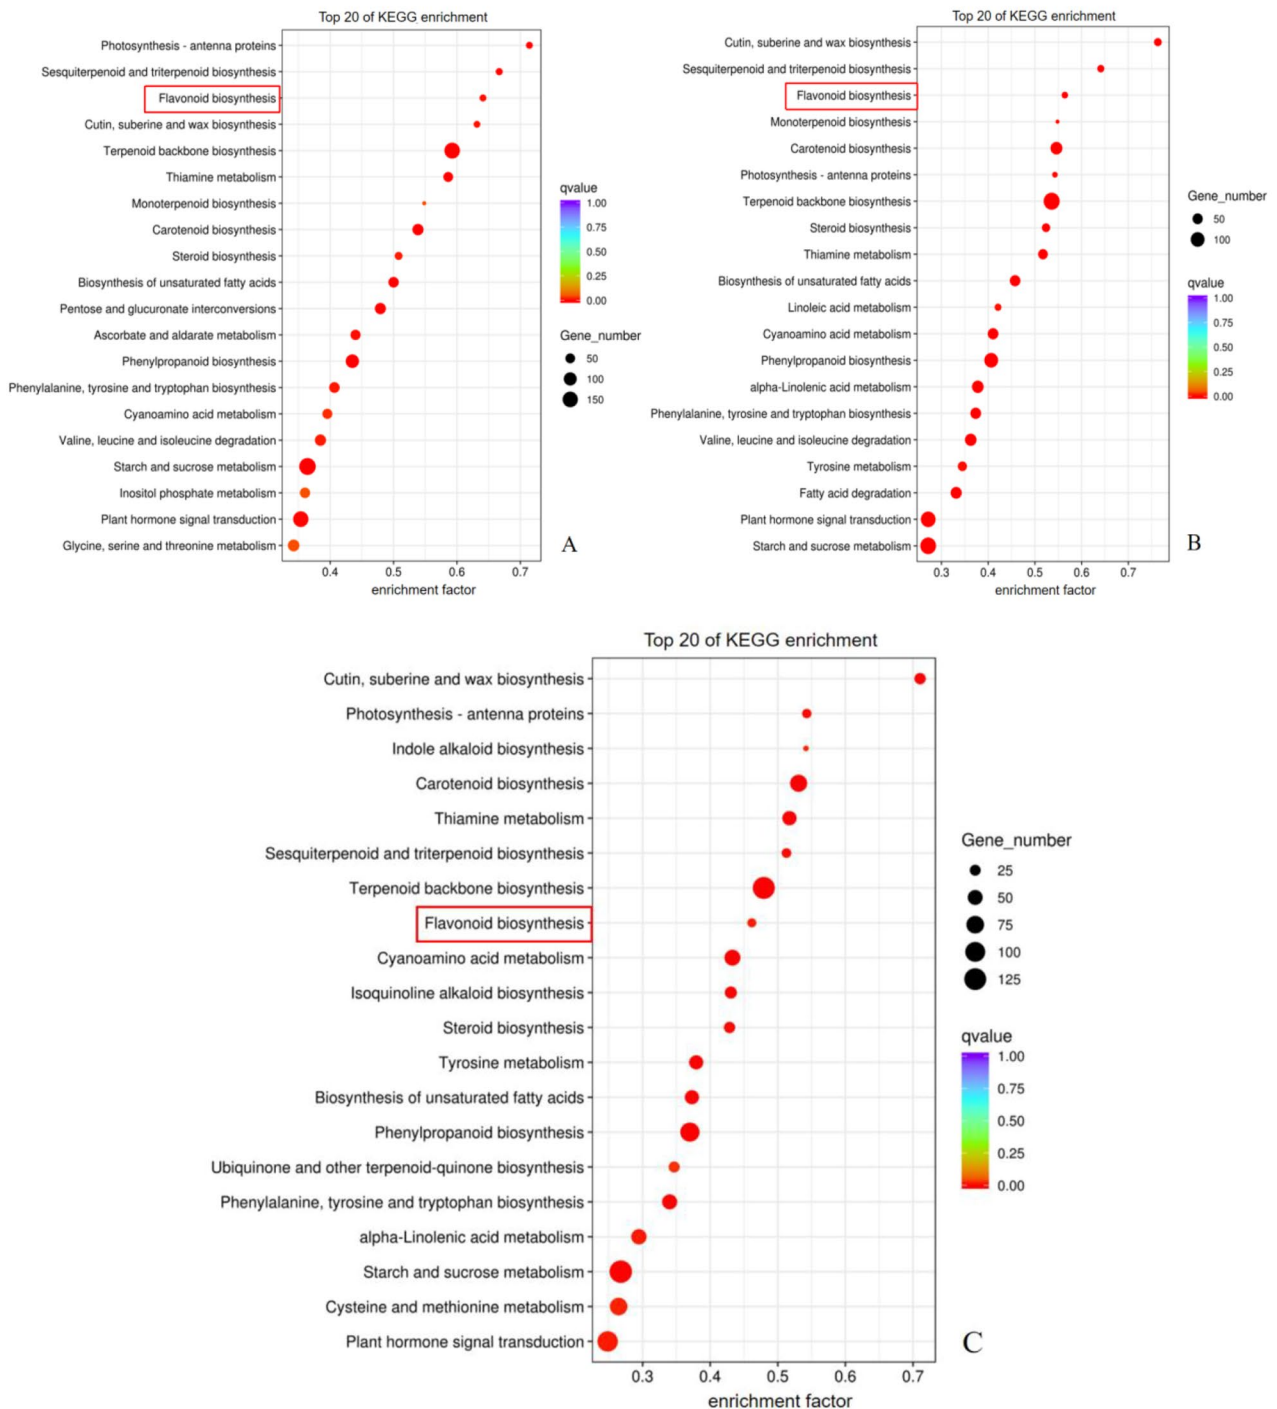 Top 20 of KEGG enrichment
Photosynthesis - antenna proteins
Sesquiterpenoid and triterpenoid biosynthesis
Flavonoid biosynthesis
Cutin, suberine and wax biosynthesis
Terpenoid backbone biosynthesis
Thiamine metabolism
Monoterpenoid biosynthesis
Carotenoid biosynthesis
Steroid biosynthesis
Biosynthesis of unsaturated fatty acids
Pentose and glucuronate interconversions
Ascorbate and aldarate metabolism
Phenylpropanoid biosynthesis
Phenylalanine, tyrosine and tryptophan biosynthesis
Cyanoamino acid metabolism
Valine, leucine and isoleucine degradation
Starch and sucrose metabolism
Inositol phosphate metabolism
Plant hormone signal transduction
Glycine, serine and threonine metabolism
0.4 0.5 0.6 0.7
enrichment factor
qvalue
1.00
0.75
0.50
0.25
0.00
Gene_number
50
100
150
A
Top 20 of KEGG enrichment
Cutin, suberine and wax biosynthesis
Sesquiterpenoid and triterpenoid biosynthesis
Flavonoid biosynthesis
Monoterpenoid biosynthesis
Carotenoid biosynthesis
Photosynthesis - antenna proteins
Terpenoid backbone biosynthesis
Steroid biosynthesis
Thiamine metabolism
Biosynthesis of unsaturated fatty acids
Linoleic acid metabolism
Cyanoamino acid metabolism
Phenylpropanoid biosynthesis
alpha-Linolenic acid metabolism
Phenylalanine, tyrosine and tryptophan biosynthesis
Valine, leucine and isoleucine degradation
Tyrosine metabolism
Fatty acid degradation
Plant hormone signal transduction
Starch and sucrose metabolism
0.3 0.4 0.5 0.6 0.7
enrichment factor
Gene_number
50
100
qvalue
1.00
0.75
0.50
0.25
0.00
B
Top 20 of KEGG enrichment
Cutin, suberine and wax biosynthesis
Photosynthesis - antenna proteins
Indole alkaloid biosynthesis
Carotenoid biosynthesis
Thiamine metabolism
Sesquiterpenoid and triterpenoid biosynthesis
Terpenoid backbone biosynthesis
Flavonoid biosynthesis
Cyanoamino acid metabolism
Isoquinoline alkaloid biosynthesis
Steroid biosynthesis
Tyrosine metabolism
Biosynthesis of unsaturated fatty acids
Phenylpropanoid biosynthesis
Ubiquinone and other terpenoid-quinone biosynthesis
Phenylalanine, tyrosine and tryptophan biosynthesis
alpha-Linolenic acid metabolism
Starch and sucrose metabolism
Cysteine and methionine metabolism
Plant hormone signal transduction
0.3 0.4 0.5 0.6 0.7
enrichment factor
Gene_number
25
50
75
100
125
qvalue
1.00
0.75
0.50
0.25
0.00
C